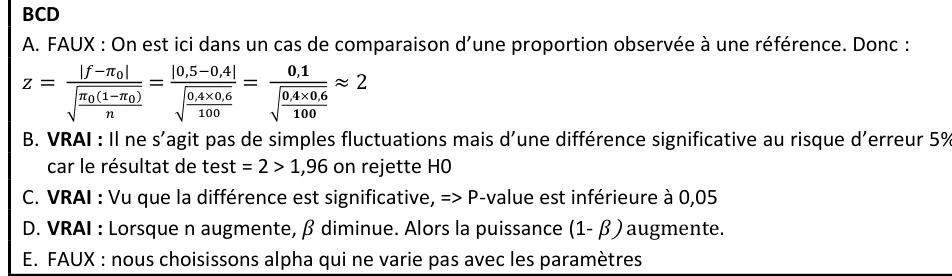 BCD
A. FAUX : On est ici dans un cas de comparaison d’une proportion observée à une référence. Donc :
z = |f−π₀| / √(π₀(1−π₀)/n) = |0,5−0,4| / √(0,4×0,6/100) = 0,1 / √(0,4×0,6/100) ≈ 2
B. VRAI : Il ne s’agit pas de simples fluctuations mais d’une différence significative au risque d’erreur 5%
car le résultat de test = 2 > 1,96 on rejette H0
C. VRAI : Vu que la différence est significative, => P-value est inférieure à 0,05
D. VRAI : Lorsque n augmente, β diminue. Alors la puissance (1- β) augmente.
E. FAUX : nous choisissons alpha qui ne varie pas avec les paramètres